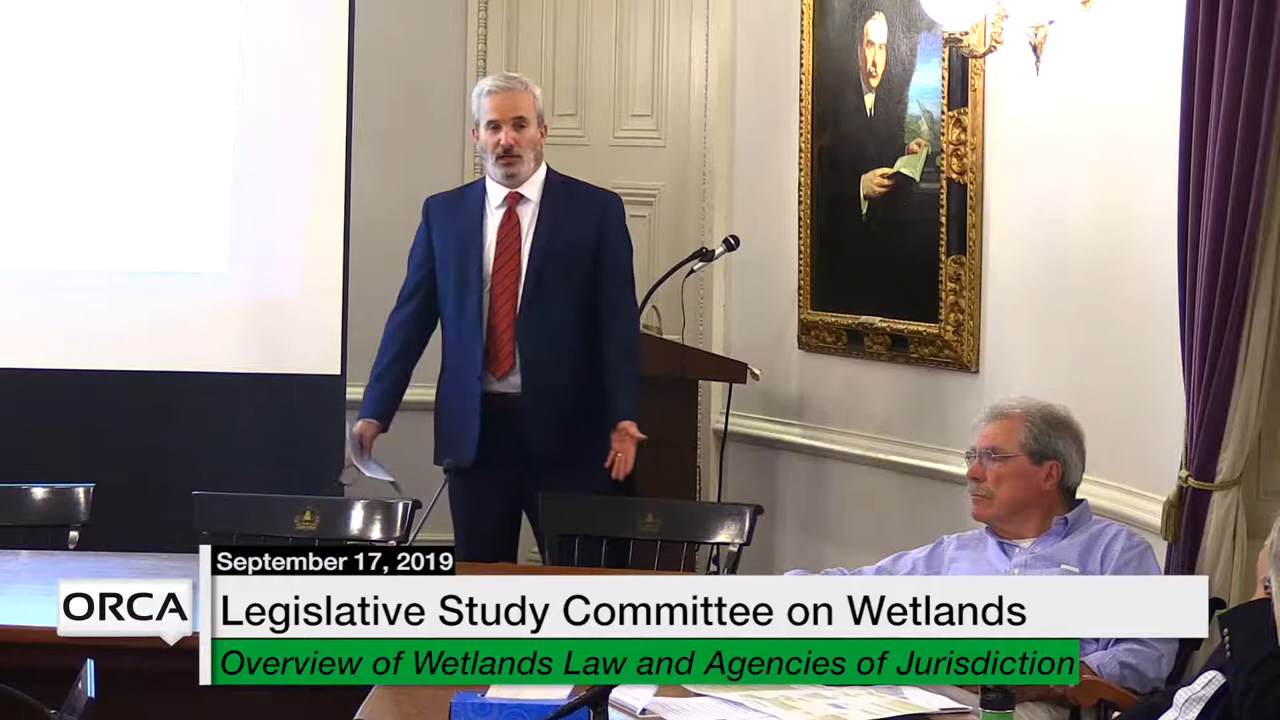 September 17, 2019
ORCA
Legislative Study Committee on Wetlands
Overview of Wetlands Law and Agencies of Jurisdiction